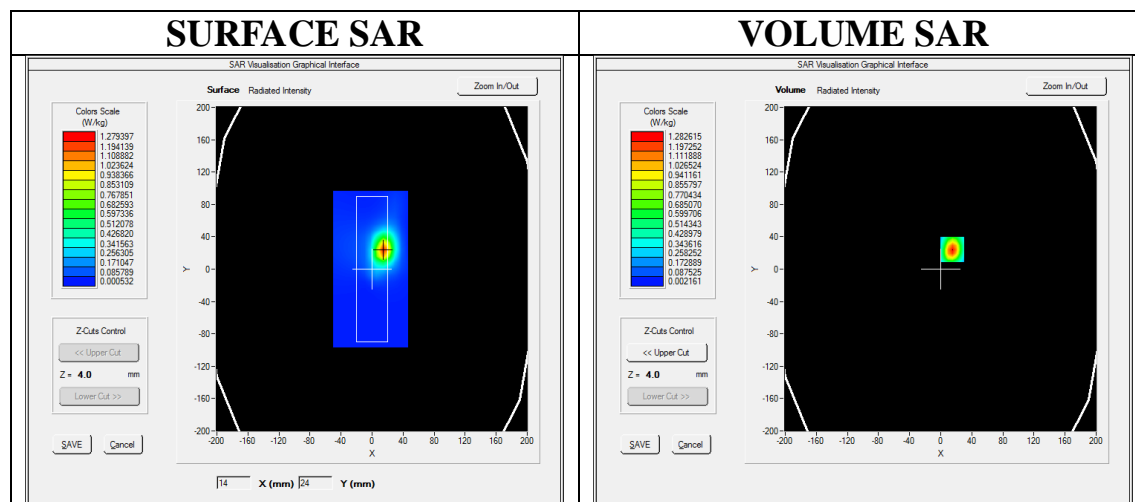 SURFACE SAR
SAR Visualisation Graphical Interface
Surface Radiated Intensity
Zoom In/Out
Colors Scale
(W/kg)
1.279397
1.194139
1.108882
1.023624
0.938366
0.853109
0.767851
0.682593
0.597336
0.512078
0.426820
0.341563
0.256305
0.171047
0.085789
0.000532
Z-Cuts Control
<< Upper Cut
Z = 4.0 mm
Lower Cut >>
SAVE Cancel
200
160
120
80
40
0
-40
-80
-120
-160
-200
Y
-200 -160 -120 -80 -40 0 40 80 120 160 200
X
14 X (mm) 24 Y (mm)
VOLUME SAR
SAR Visualisation Graphical Interface
Volume Radiated Intensity
Zoom In/Out
Colors Scale
(W/kg)
1.282615
1.197252
1.111888
1.026524
0.941161
0.855797
0.770434
0.685070
0.599706
0.514343
0.428979
0.343616
0.258252
0.172889
0.087525
0.002161
Z-Cuts Control
<< Upper Cut
Z = 4.0 mm
Lower Cut >>
SAVE Cancel
200
160
120
80
40
0
-40
-80
-120
-160
-200
Y
-200 -160 -120 -80 -40 0 40 80 120 160 200
X